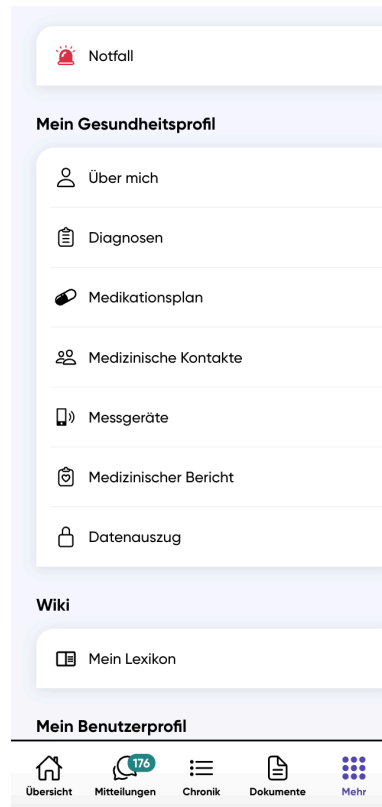 Notfall
Mein Gesundheitsprofil
Über mich
Diagnosen
Medikationsplan
Medizinische Kontakte
Messgeräte
Medizinischer Bericht
Datenauszug
Wiki
Mein Lexikon
Mein Benutzerprofil
176
Übersicht Mitteilungen Chronik Dokumente Mehr